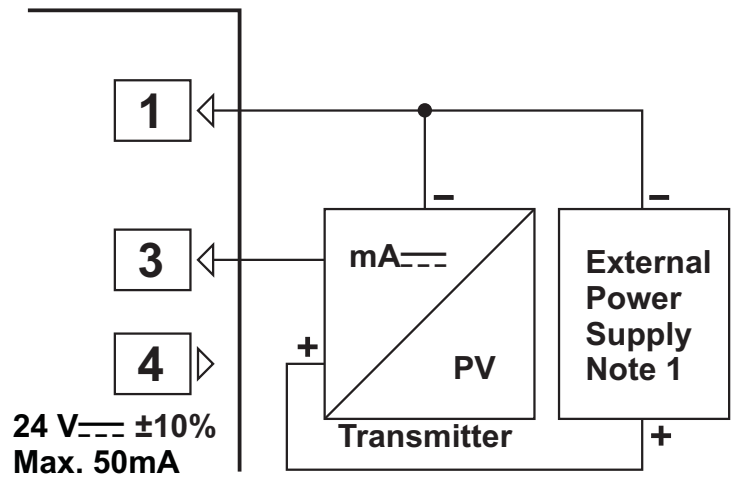 1
−
−
3
mA⎓
External
Power
Supply
Note 1
+
4
PV
24 V⎓ ±10%
Max. 50mA
Transmitter
+